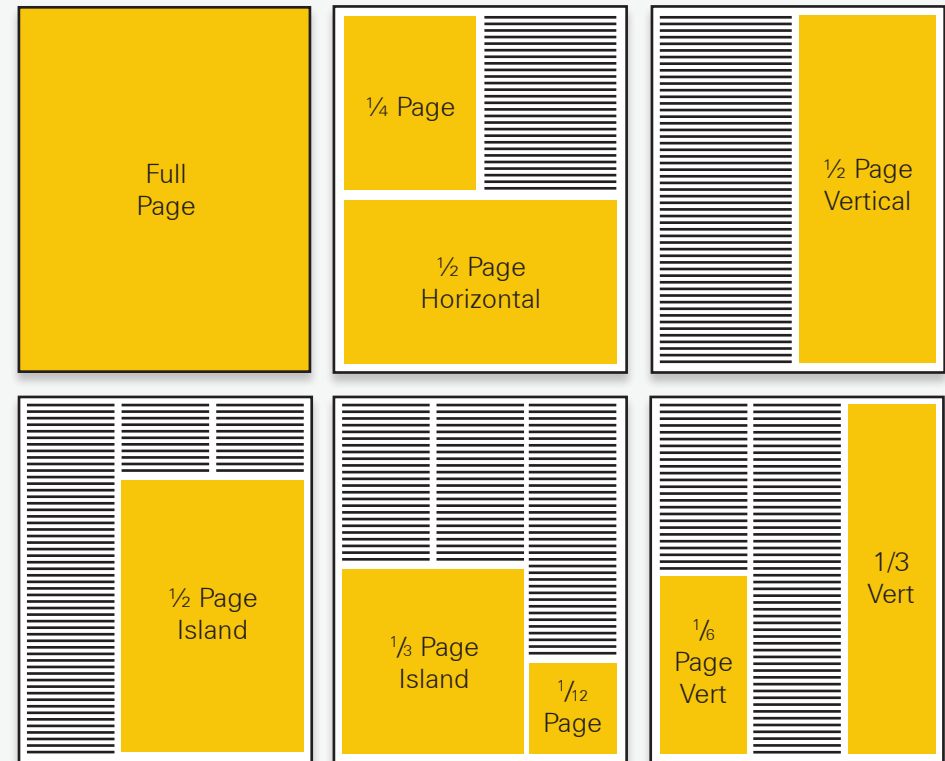 Full
Page
¼ Page
½ Page
Horizontal
½ Page
Vertical
½ Page
Island
⅓ Page
Island
1/12
Page
⅙
Page
Vert
1/3
Vert